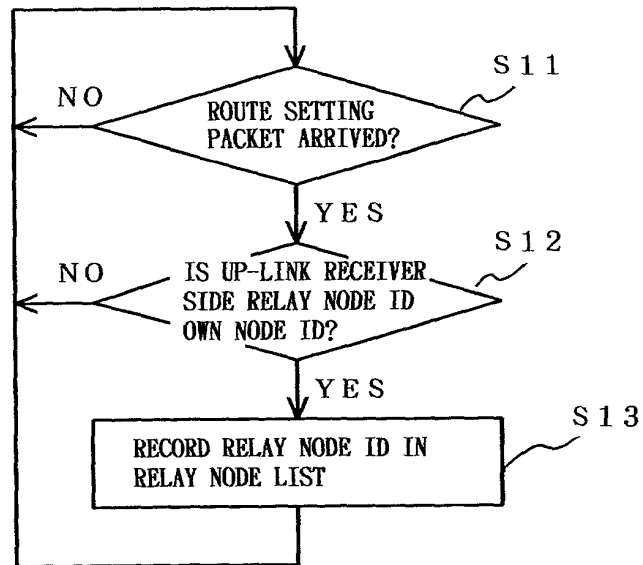 S11
NO
ROUTE SETTING
PACKET ARRIVED?
YES
S12
NO
IS UP-LINK RECEIVER
SIDE RELAY NODE ID
OWN NODE ID?
YES
S13
RECORD RELAY NODE ID IN
RELAY NODE LIST